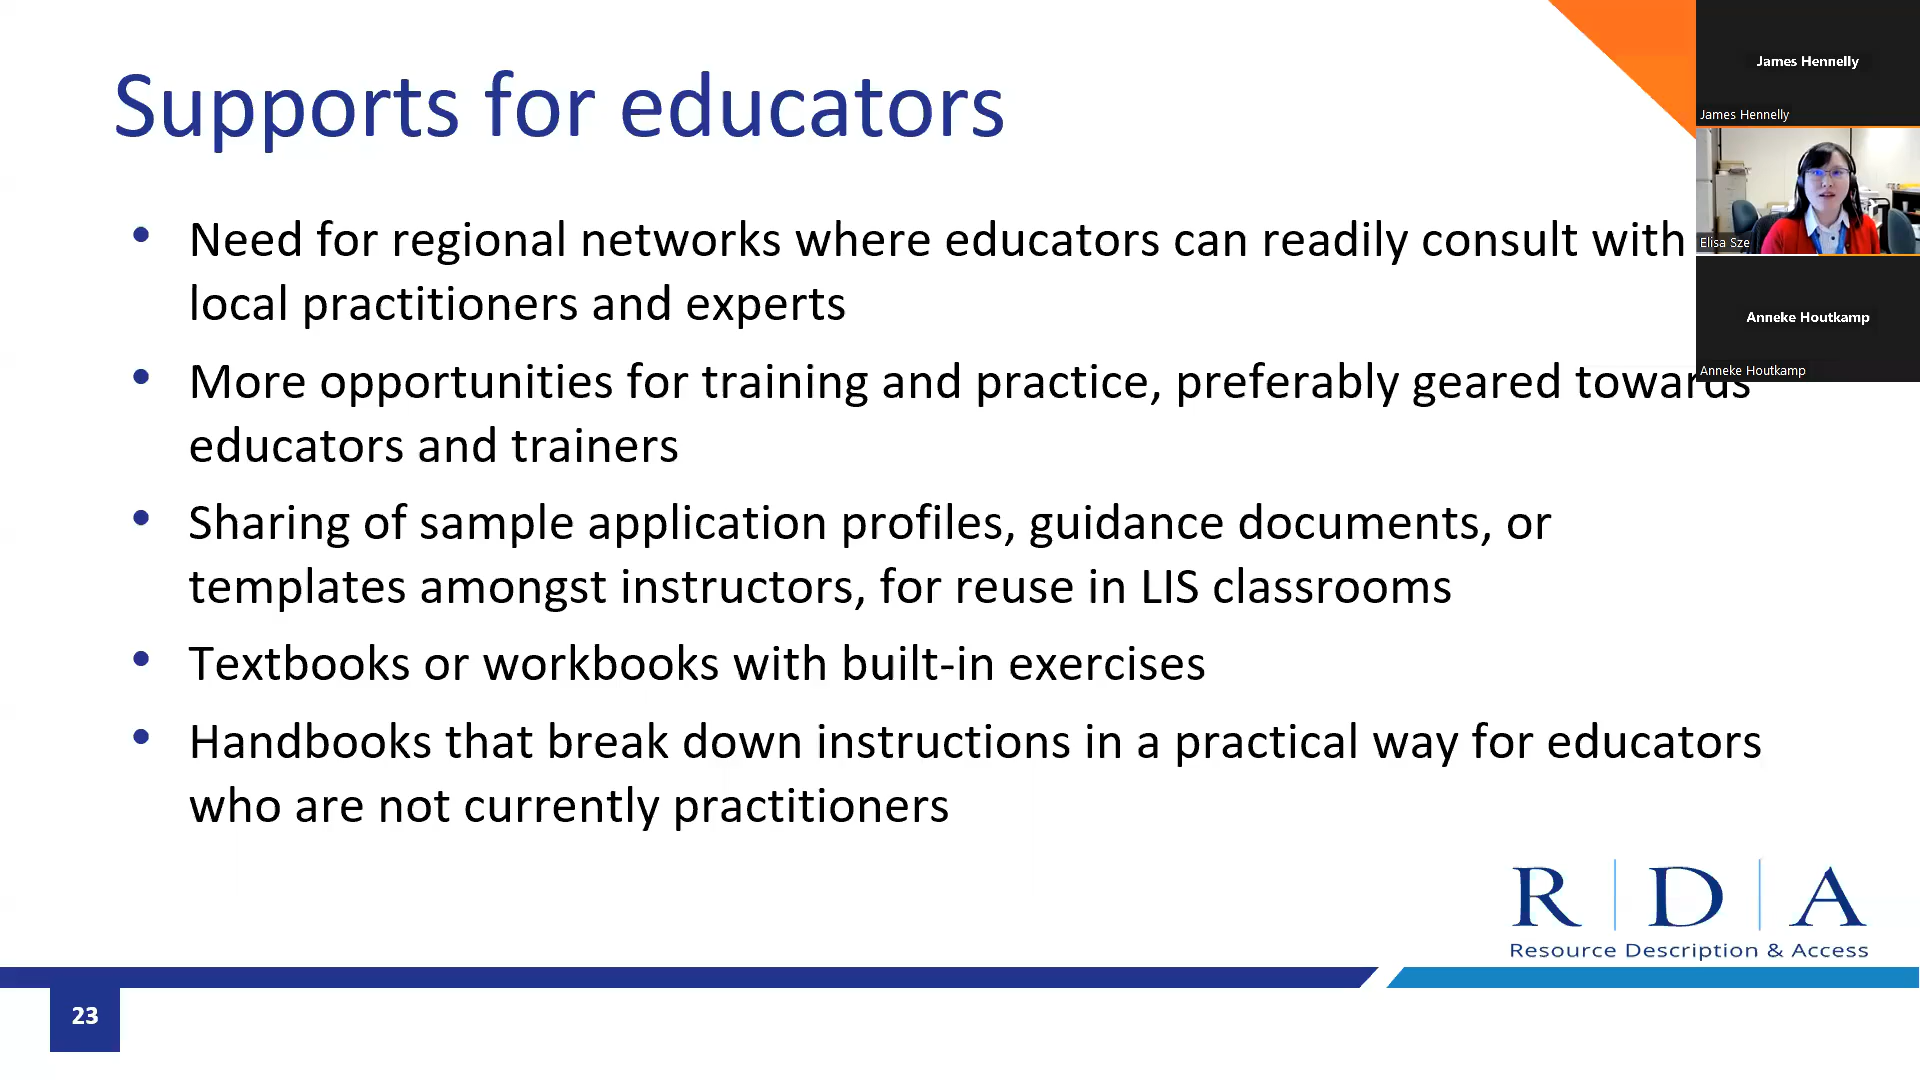 Supports for educators
• Need for regional networks where educators can readily consult with
local practitioners and experts
• More opportunities for training and practice, preferably geared towards
educators and trainers
• Sharing of sample application profiles, guidance documents, or
templates amongst instructors, for reuse in LIS classrooms
• Textbooks or workbooks with built-in exercises
• Handbooks that break down instructions in a practical way for educators
who are not currently practitioners
James Hennelly
James Hennelly
Elisa Sze
Anneke Houtkamp
Anneke Houtkamp
R|D|A
Resource Description & Access
23